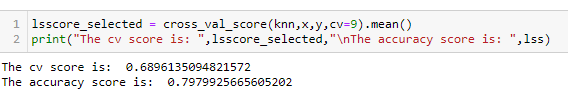 1 lsscore_selected = cross_val_score(knn,x,y,cv=9).mean()
2 print("The cv score is: ",lsscore_selected,"\nThe accuracy score is: ",lss)
The cv score is:  0.6896135094821572
The accuracy score is:  0.7979925665605202